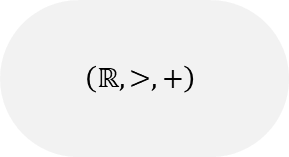 (ℝ, >, +)